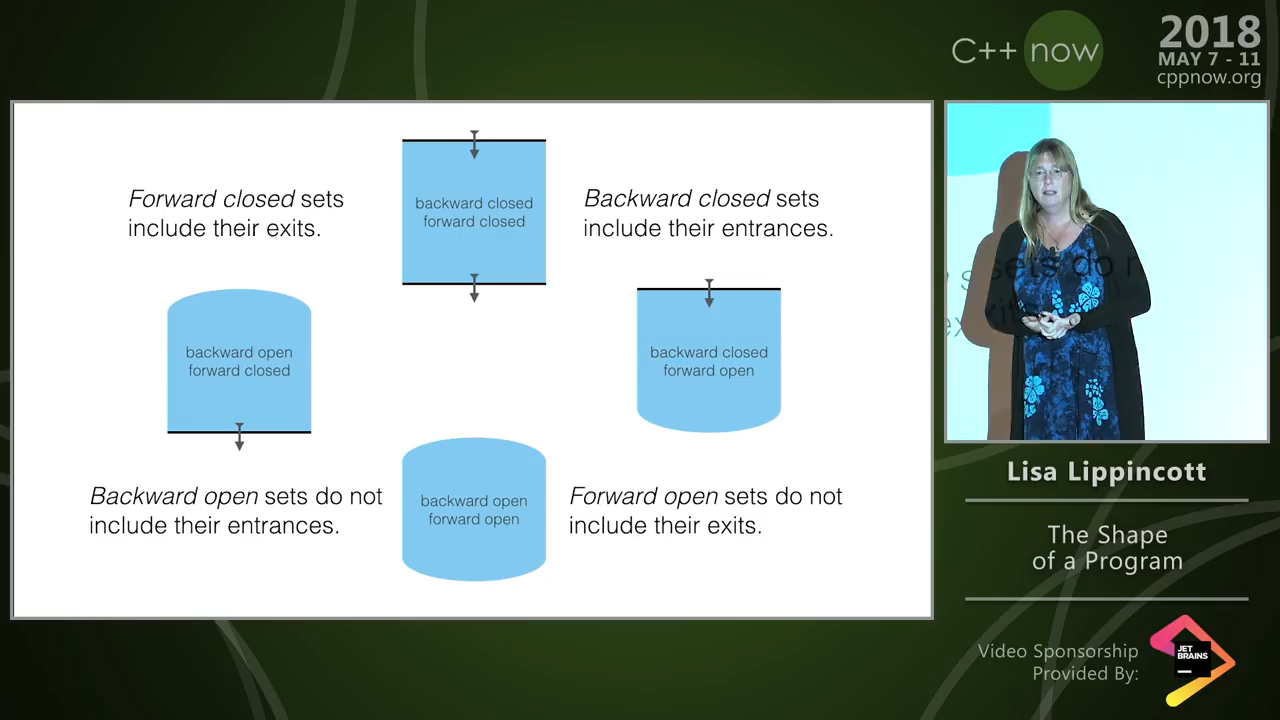 C++ now
2018
MAY 7 - 11
cppnow.org
Forward closed sets
include their exits.
backward closed
forward closed
Backward closed sets
include their entrances.
backward open
forward closed
backward closed
forward open
Backward open sets do not
include their entrances.
backward open
forward open
Forward open sets do not
include their exits.
sets do
Lisa Lippincott
The Shape
of a Program
Video Sponsorship
Provided By:
JET
BRAINS